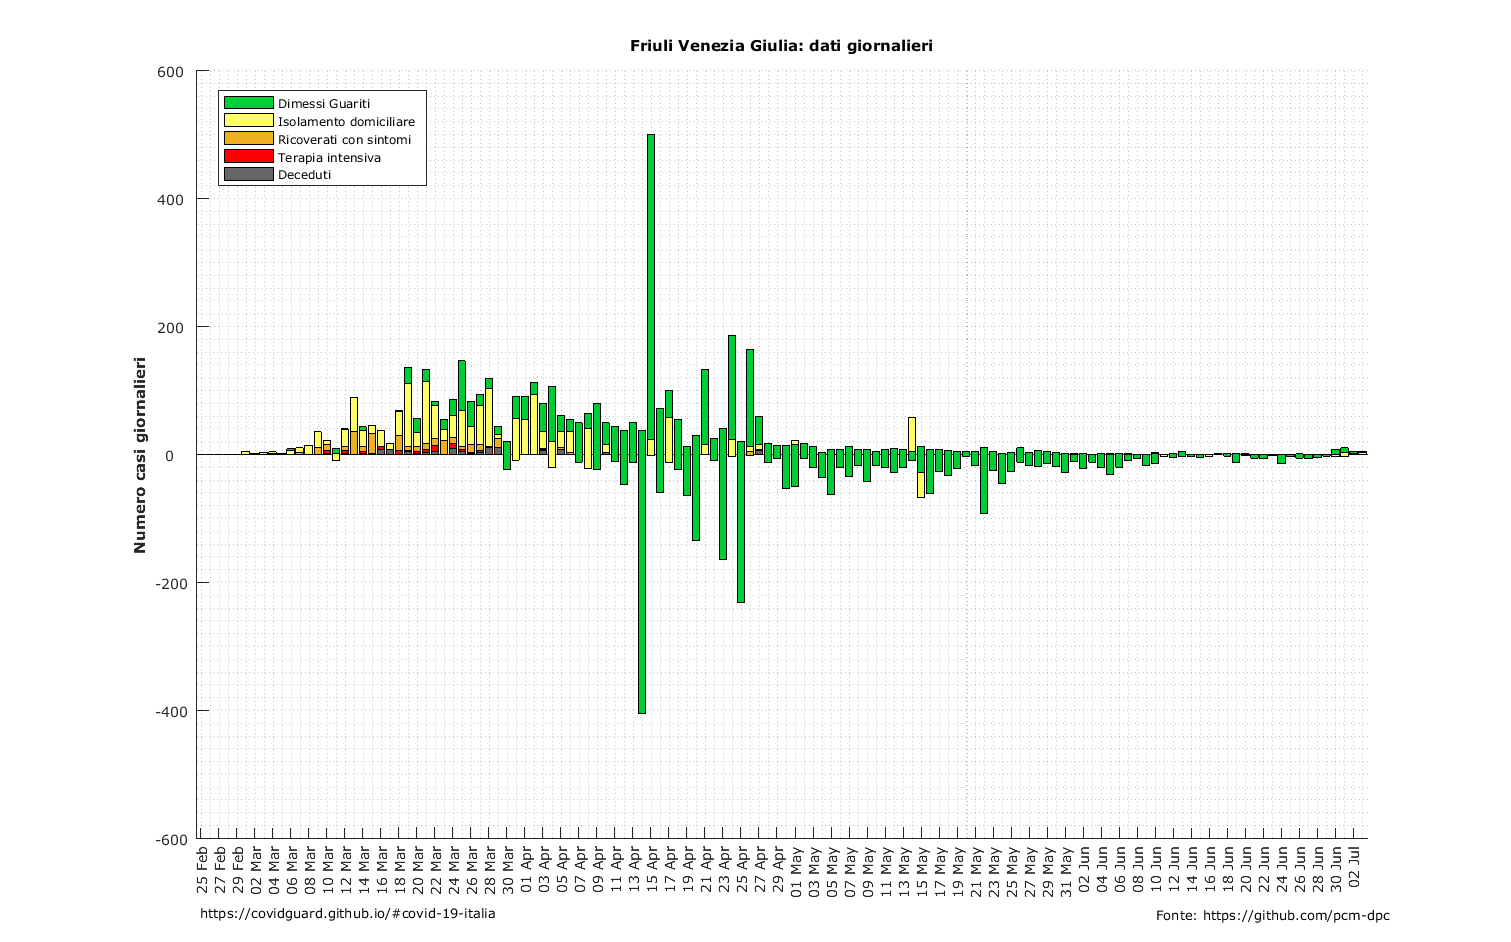 Friuli Venezia Giulia: dati giornalieri
600
400
200
0
-200
-400
-600
Numero casi giornalieri
Dimessi Guariti
Isolamento domiciliare
Ricoverati con sintomi
Terapia intensiva
Deceduti
25 Feb
27 Feb
29 Feb
02 Mar
04 Mar
06 Mar
08 Mar
10 Mar
12 Mar
14 Mar
16 Mar
18 Mar
20 Mar
22 Mar
24 Mar
26 Mar
28 Mar
30 Mar
01 Apr
03 Apr
05 Apr
07 Apr
09 Apr
11 Apr
13 Apr
15 Apr
17 Apr
19 Apr
21 Apr
23 Apr
25 Apr
27 Apr
29 Apr
01 May
03 May
05 May
07 May
09 May
11 May
13 May
15 May
17 May
19 May
21 May
23 May
25 May
27 May
29 May
31 May
02 Jun
04 Jun
06 Jun
08 Jun
10 Jun
12 Jun
14 Jun
16 Jun
18 Jun
20 Jun
22 Jun
24 Jun
26 Jun
28 Jun
30 Jun
02 Jul
https://covidguard.github.io/#covid-19-italia
Fonte: https://github.com/pcm-dpc